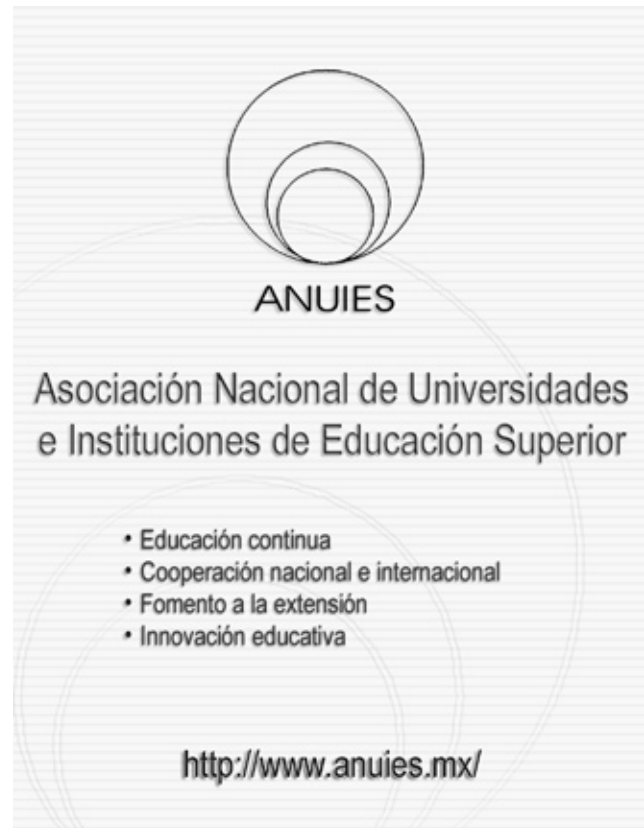 ANUIES
Asociación Nacional de Universidades
e Instituciones de Educación Superior
• Educación continua
• Cooperación nacional e internacional
• Fomento a la extensión
• Innovación educativa
http://www.anuies.mx/